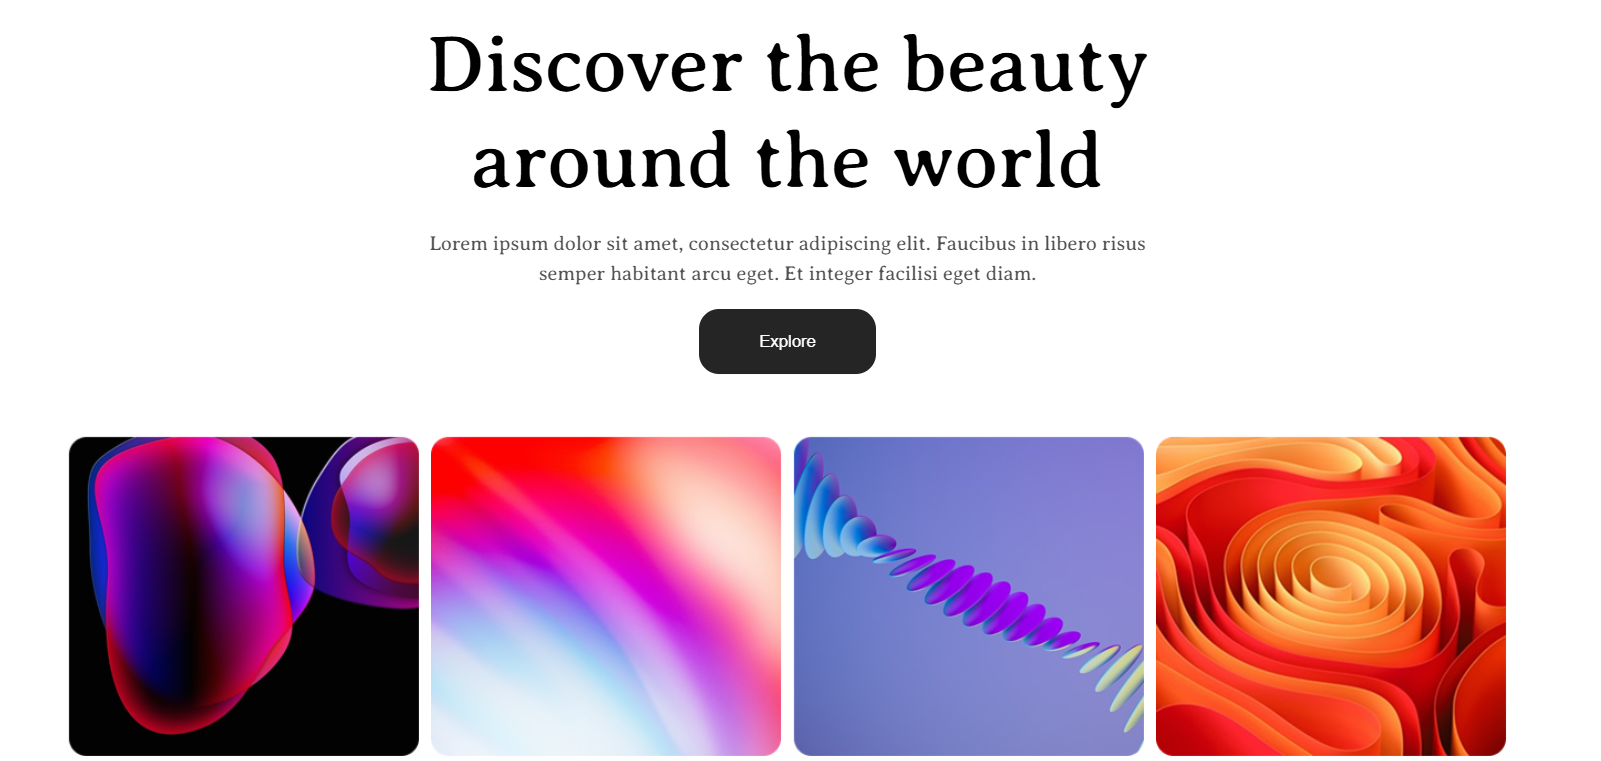 Discover the beauty
around the world
Lorem ipsum dolor sit amet, consectetur adipiscing elit. Faucibus in libero risus
semper habitant arcu eget. Et integer facilisi eget diam.
Explore